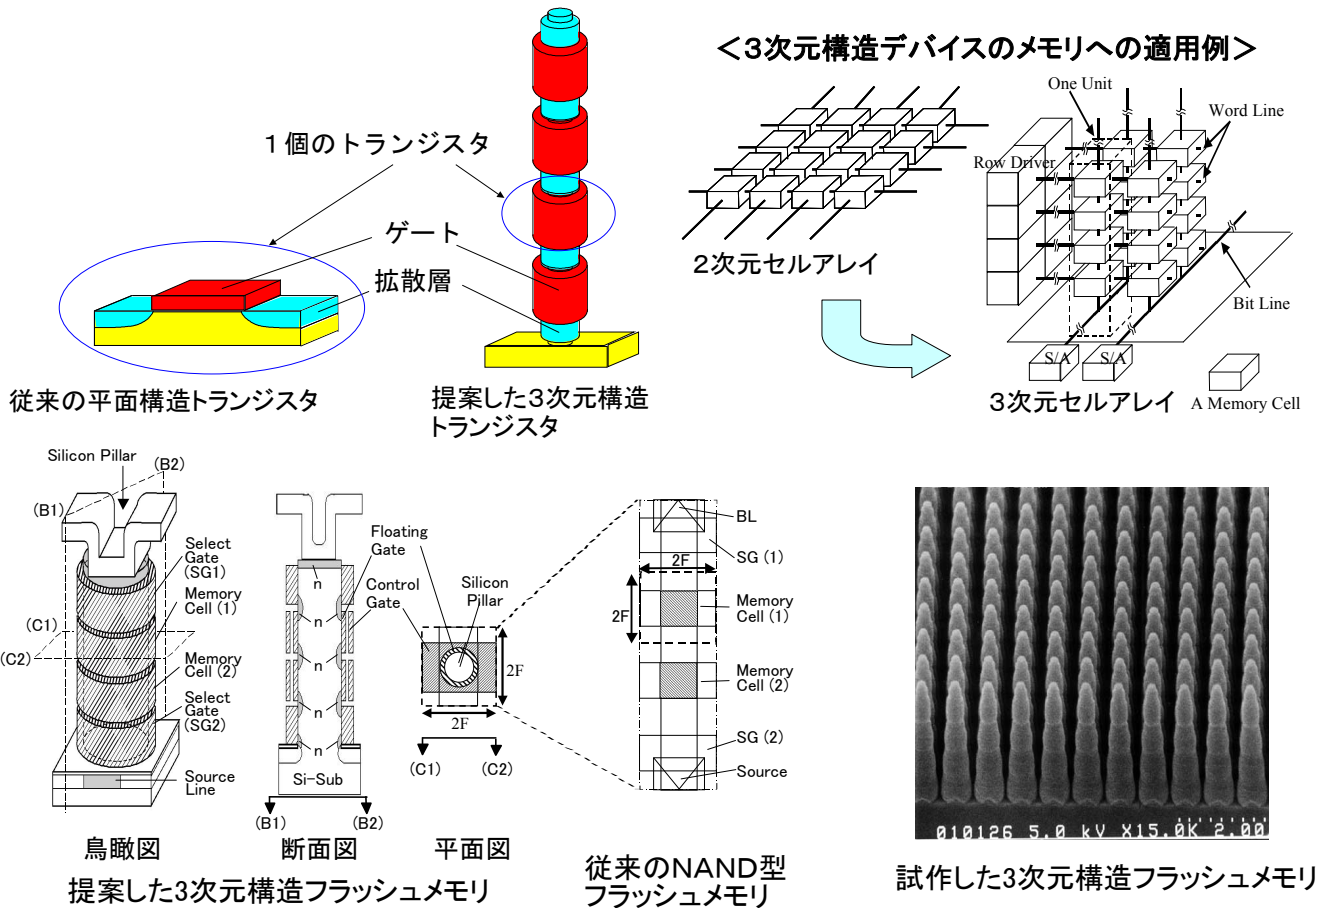 <3次元構造デバイスのメモリへの適用例>
1個のトランジスタ
ゲート
拡散層
従来の平面構造トランジスタ
提案した3次元構造
トランジスタ
2次元セルアレイ
One Unit
Word Line
Row Driver
Bit Line
S/A
S/A
3次元セルアレイ
A Memory Cell
Silicon Pillar
(B2)
(B1)
Select
Gate
(SG1)
Memory
Cell (1)
(C1)
(C2)
Memory
Cell (2)
Select
Gate
(SG2)
Source
Line
鳥瞰図
Floating
Gate
Control
Gate
n
n
n
n
n
Si-Sub
(B1)
(B2)
断面図
Silicon
Pillar
2F
2F
(C1)
(C2)
平面図
提案した3次元構造フラッシュメモリ
BL
SG (1)
2F
2F
Memory
Cell (1)
Memory
Cell (2)
SG (2)
Source
従来のNAND型
フラッシュメモリ
010126 5.0 kV X15.0K 2.00
試作した3次元構造フラッシュメモリ